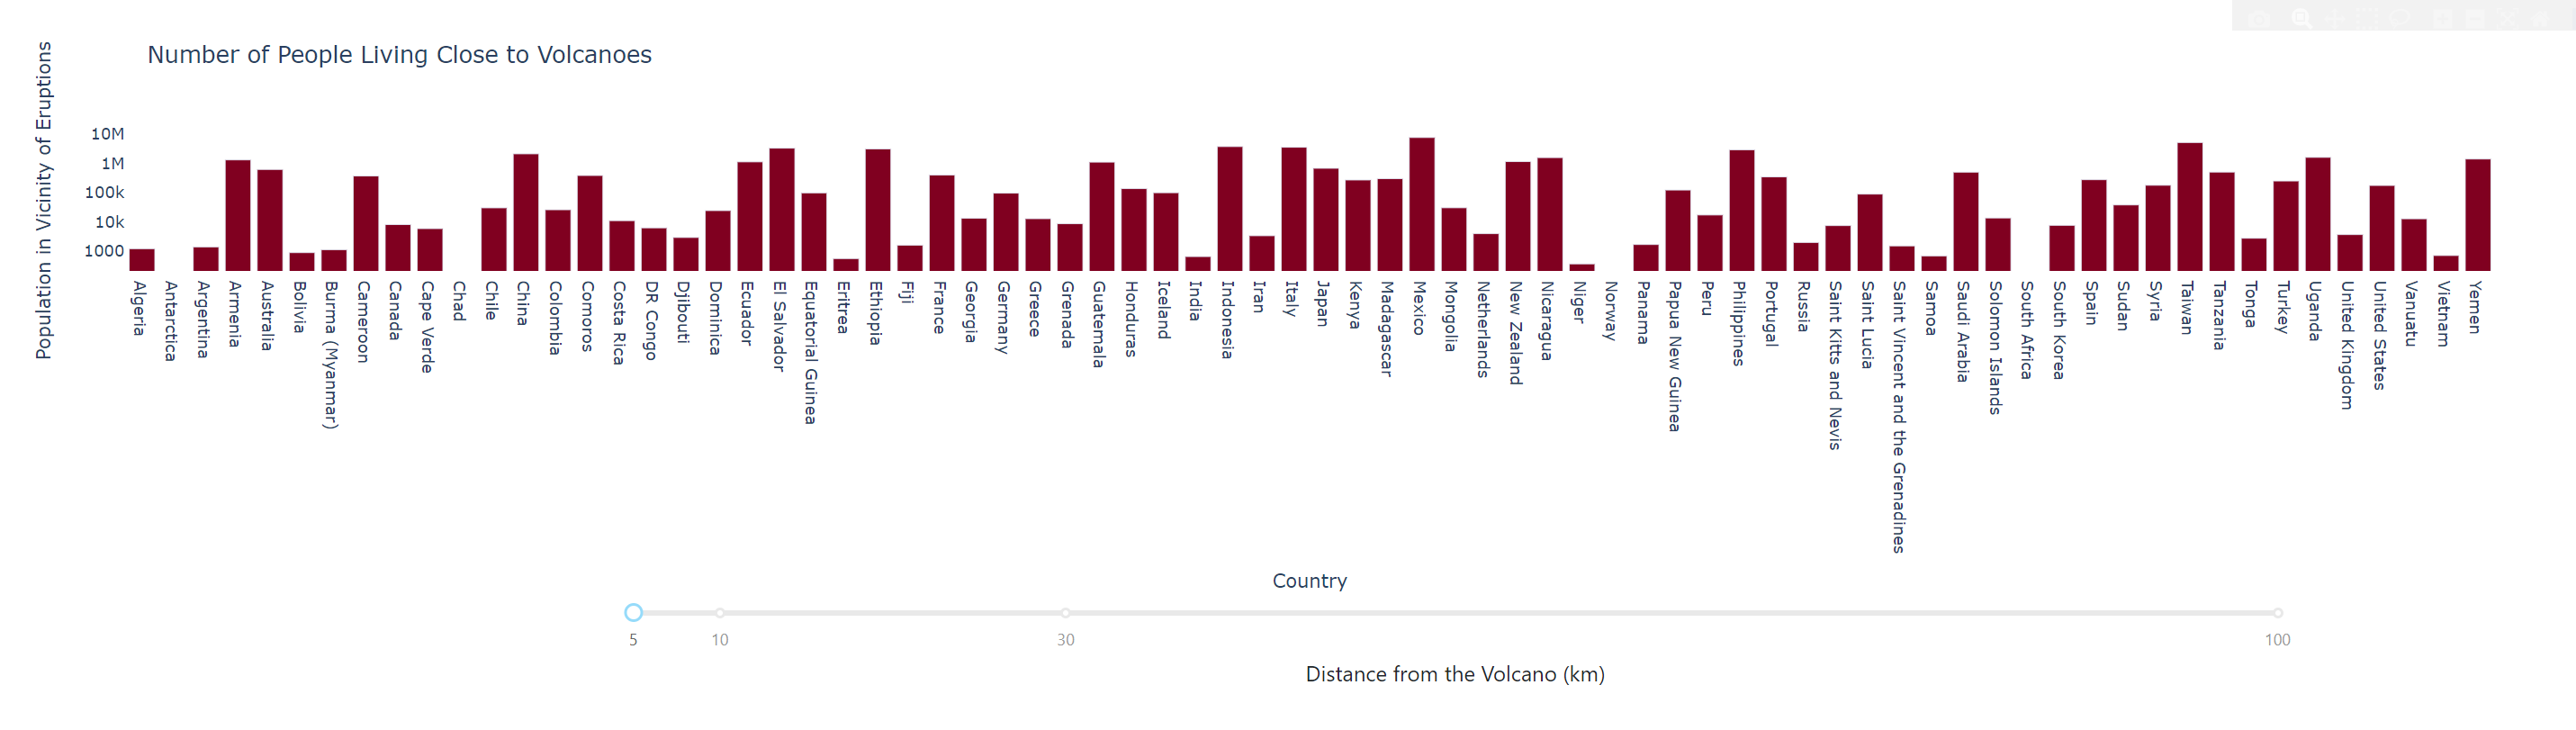 Number of People Living Close to Volcanoes
Population in Vicinity of Eruptions
10M
1M
100k
10k
1000
Algeria
Antarctica
Argentina
Armenia
Australia
Bolivia
Burma (Myanmar)
Cameroon
Canada
Cape Verde
Chad
Chile
China
Colombia
Comoros
Costa Rica
DR Congo
Djibouti
Dominica
Ecuador
El Salvador
Equatorial Guinea
Eritrea
Ethiopia
Fiji
France
Georgia
Germany
Greece
Grenada
Guatemala
Honduras
Iceland
India
Indonesia
Iran
Italy
Japan
Kenya
Madagascar
Mexico
Mongolia
Netherlands
New Zealand
Nicaragua
Niger
Norway
Panama
Papua New Guinea
Peru
Philippines
Portugal
Russia
Saint Kitts and Nevis
Saint Lucia
Saint Vincent and the Grenadines
Samoa
Saudi Arabia
Solomon Islands
South Africa
South Korea
Spain
Sudan
Syria
Taiwan
Tanzania
Tonga
Turkey
Uganda
United Kingdom
United States
Vanuatu
Vietnam
Yemen
Country
5
10
30
100
Distance from the Volcano (km)